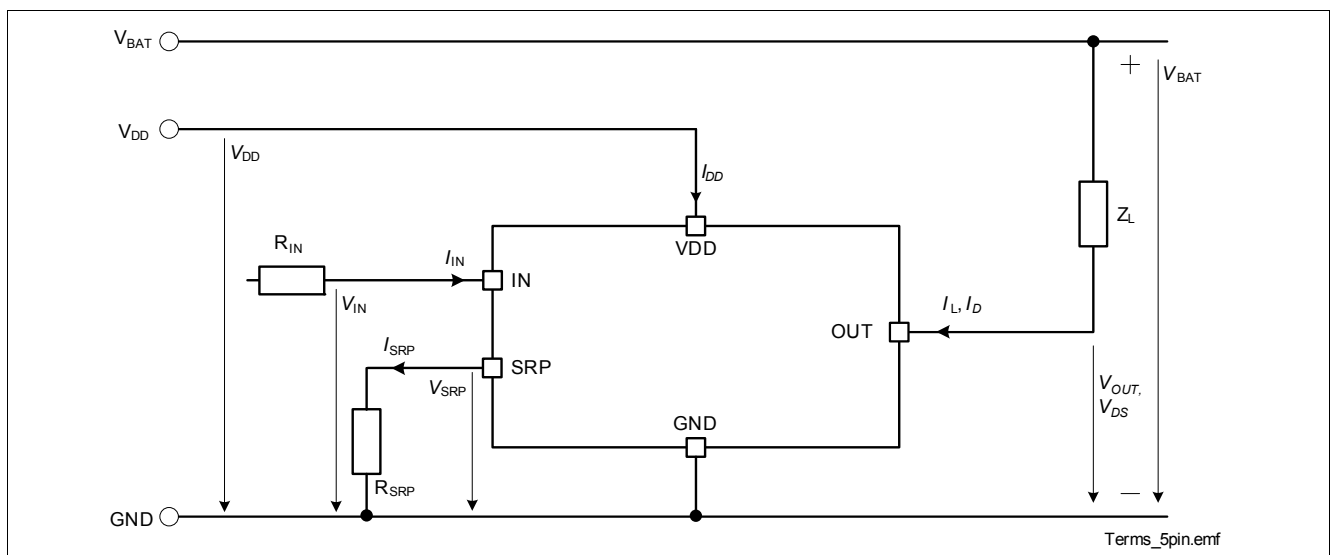 VBAT
+
VBAT
VDD
VDD
IDD
ZL
VDD
RIN
IIN
IN
VIN
IL, ID
OUT
ISRP
SRP
VSRP
VOUT,
VDS
GND
RSRP
GND
—
Terms_5pin.emf